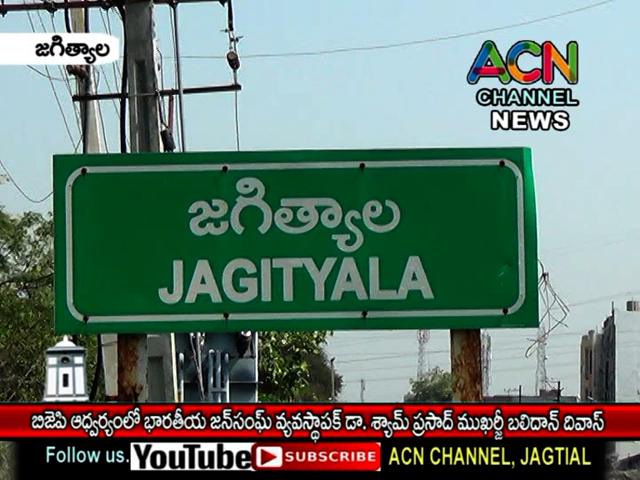 జగిత్యాల
ACN
CHANNEL
NEWS
జగిత్యాల
JAGITYALA
బిజెపి ఆధ్వర్యంలో భారతీయ జన్‌సంఘ్ వ్యవస్థాపక్ డా. శ్యామ్ ప్రసాద్ ముఖర్జీ బలిదాన్ దివాస్
Follow us. YouTube SUBSCRIBE ACN CHANNEL, JAGTIAL